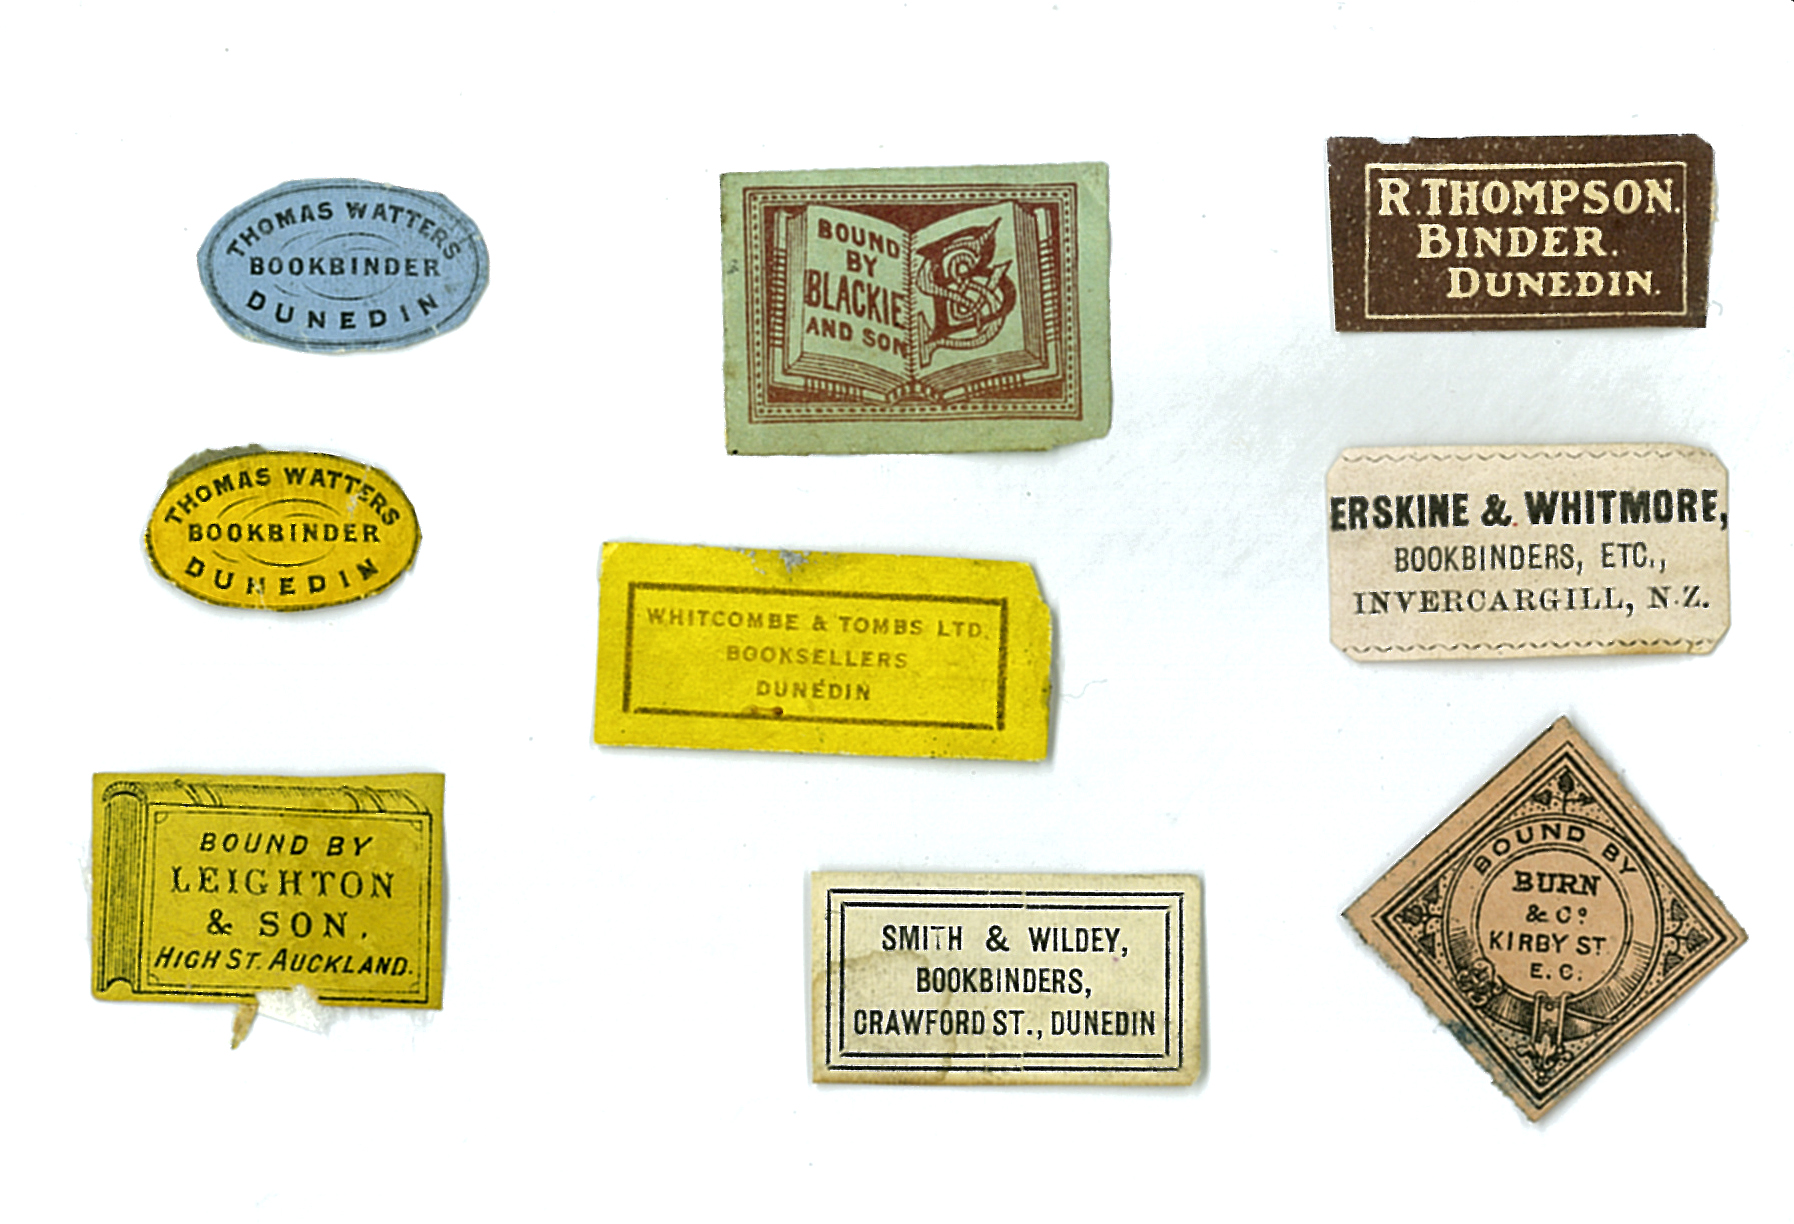 THOMAS WATTERS
BOOKBINDER
DUNEDIN
THOMAS WATTERS
BOOKBINDER
DUNEDIN
BOUND BY
LEIGHTON
& SON.
HIGH ST. AUCKLAND.
BOUND
BY
BLACKIE
AND SON
WHITCOMBE & TOMBS LTD.
BOOKSELLERS
DUNEDIN
SMITH & WILDEY,
BOOKBINDERS,
CRAWFORD ST., DUNEDIN
R. THOMPSON.
BINDER.
DUNEDIN.
ERSKINE & WHITMORE,
BOOKBINDERS, ETC.,
INVERCARGILL, N.Z.
BOUND BY
BURN
& Co.
KIRBY ST
E. C.